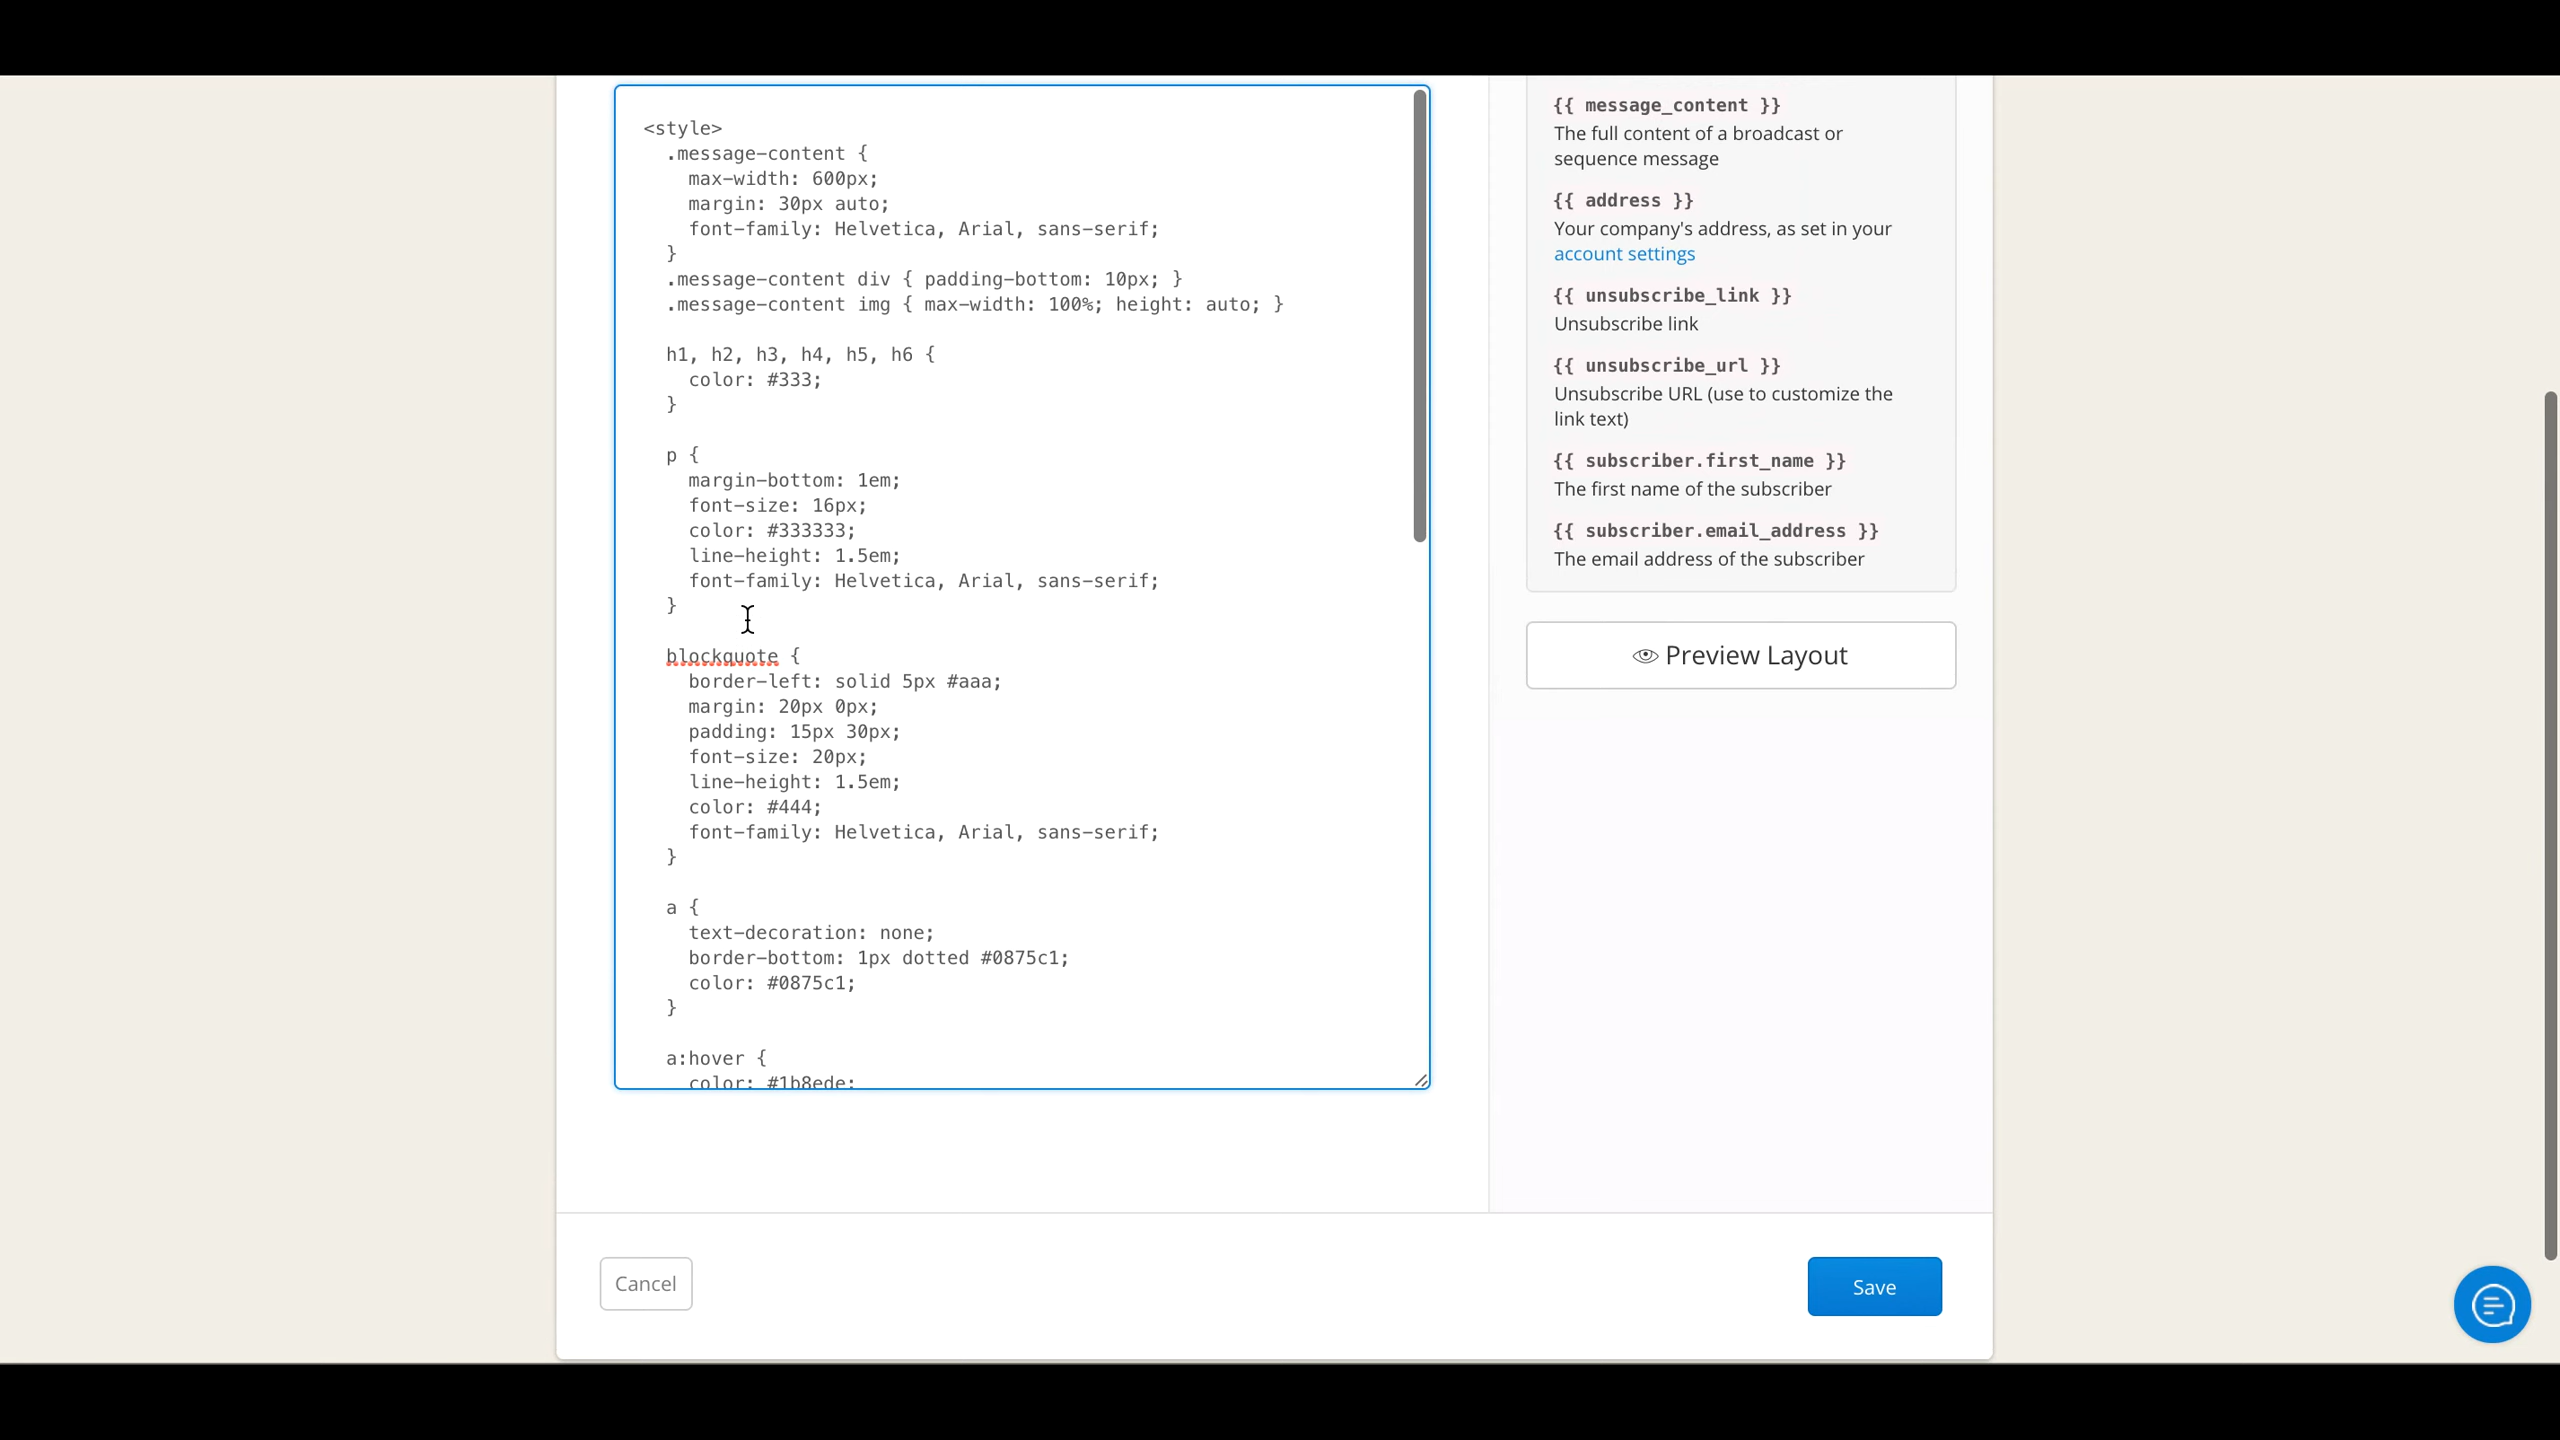 <style>
.message-content {
max-width: 600px;
margin: 30px auto;
font-family: Helvetica, Arial, sans-serif;
}
.message-content div { padding-bottom: 10px; }
.message-content img { max-width: 100%; height: auto; }
h1, h2, h3, h4, h5, h6 {
color: #333;
}
p {
margin-bottom: 1em;
font-size: 16px;
color: #333333;
line-height: 1.5em;
font-family: Helvetica, Arial, sans-serif;
}
blockquote {
border-left: solid 5px #aaa;
margin: 20px 0px;
padding: 15px 30px;
font-size: 20px;
line-height: 1.5em;
color: #444;
font-family: Helvetica, Arial, sans-serif;
}
a {
text-decoration: none;
border-bottom: 1px dotted #0875c1;
color: #0875c1;
}
a:hover {
color: #1b8ede;
{{ message_content }}
The full content of a broadcast or
sequence message
{{ address }}
Your company's address, as set in your
account settings
{{ unsubscribe_link }}
Unsubscribe link
{{ unsubscribe_url }}
Unsubscribe URL (use to customize the
link text)
{{ subscriber.first_name }}
The first name of the subscriber
{{ subscriber.email_address }}
The email address of the subscriber
Preview Layout
Cancel
Save